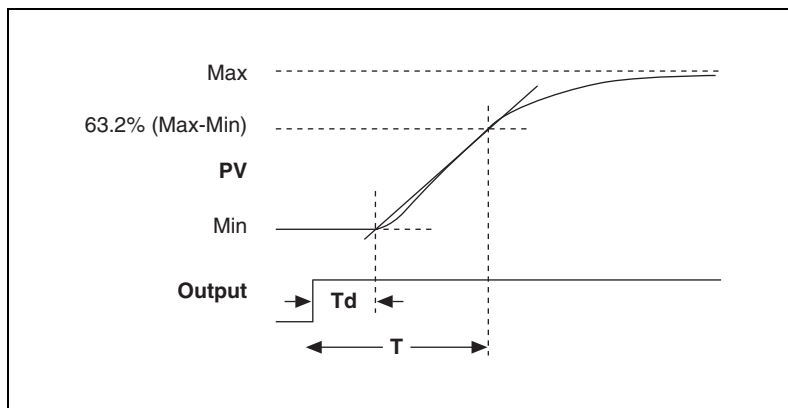 Max
63.2% (Max-Min)
PV
Min
Output
Td
T